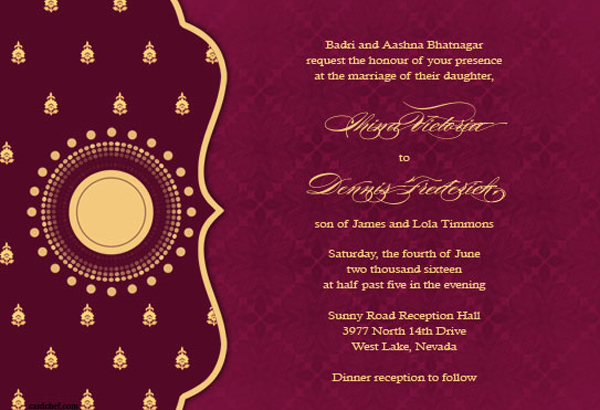 Badri and Aashna Bhatnagar
request the honour of your presence
at the marriage of their daughter,
Victoria
to
Dennis Frederick
son of James and Lola Timmons
Saturday, the fourth of June
two thousand sixteen
at half past five in the evening
Sunny Road Reception Hall
3977 North 14th Drive
West Lake, Nevada
Dinner reception to follow